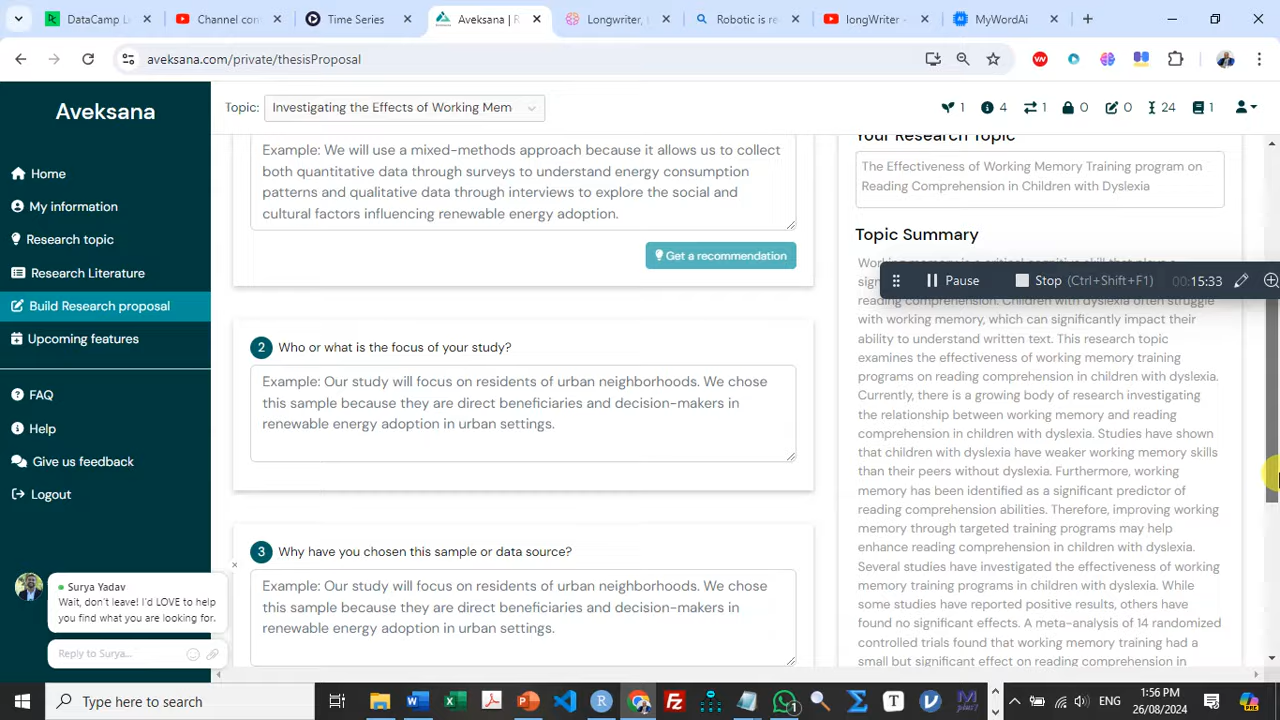 DataCamp L
Channel com
Time Series
Aveksana | R
Longwriter, f
Robotic is re
longWriter -
MyWordAi
aveksana.com/private/thesisProposal
Aveksana
Topic: Investigating the Effects of Working Mem
1 4 1 0 0 24 1
Home
My information
Research topic
Research Literature
Build Research proposal
Upcoming features
FAQ
Help
Give us feedback
Logout
Surya Yadav
Wait, don't leave! I'd LOVE to help
you find what you are looking for.
Reply to Surya...
Example: We will use a mixed-methods approach because it allows us to collect
both quantitative data through surveys to understand energy consumption
patterns and qualitative data through interviews to explore the social and
cultural factors influencing renewable energy adoption.
Get a recommendation
2 Who or what is the focus of your study?
Example: Our study will focus on residents of urban neighborhoods. We chose
this sample because they are direct beneficiaries and decision-makers in
renewable energy adoption in urban settings.
3 Why have you chosen this sample or data source?
Example: Our study will focus on residents of urban neighborhoods. We chose
this sample because they are direct beneficiaries and decision-makers in
renewable energy adoption in urban settings.
Your Research Topic
The Effectiveness of Working Memory Training program on
Reading Comprehension in Children with Dyslexia
Topic Summary
Working memory is a critical cognitive skill that plays a
Pause Stop (Ctrl+Shift+F1) 00:15:33
reading comprehension. Children with dyslexia often struggle
with working memory, which can significantly impact their
ability to understand written text. This research topic
examines the effectiveness of working memory training
programs on reading comprehension in children with dyslexia.
Currently, there is a growing body of research investigating
the relationship between working memory and reading
comprehension in children with dyslexia. Studies have shown
that children with dyslexia have weaker working memory skills
than their peers without dyslexia. Furthermore, working
memory has been identified as a significant predictor of
reading comprehension abilities. Therefore, improving working
memory through targeted training programs may help
enhance reading comprehension in children with dyslexia.
Several studies have investigated the effectiveness of working
memory training programs in children with dyslexia. While
some studies have reported positive results, others have
found no significant effects. A meta-analysis of 14 randomized
controlled trials found that working memory training had a
small but significant effect on reading comprehension in
Type here to search
ENG
1:56 PM
26/08/2024